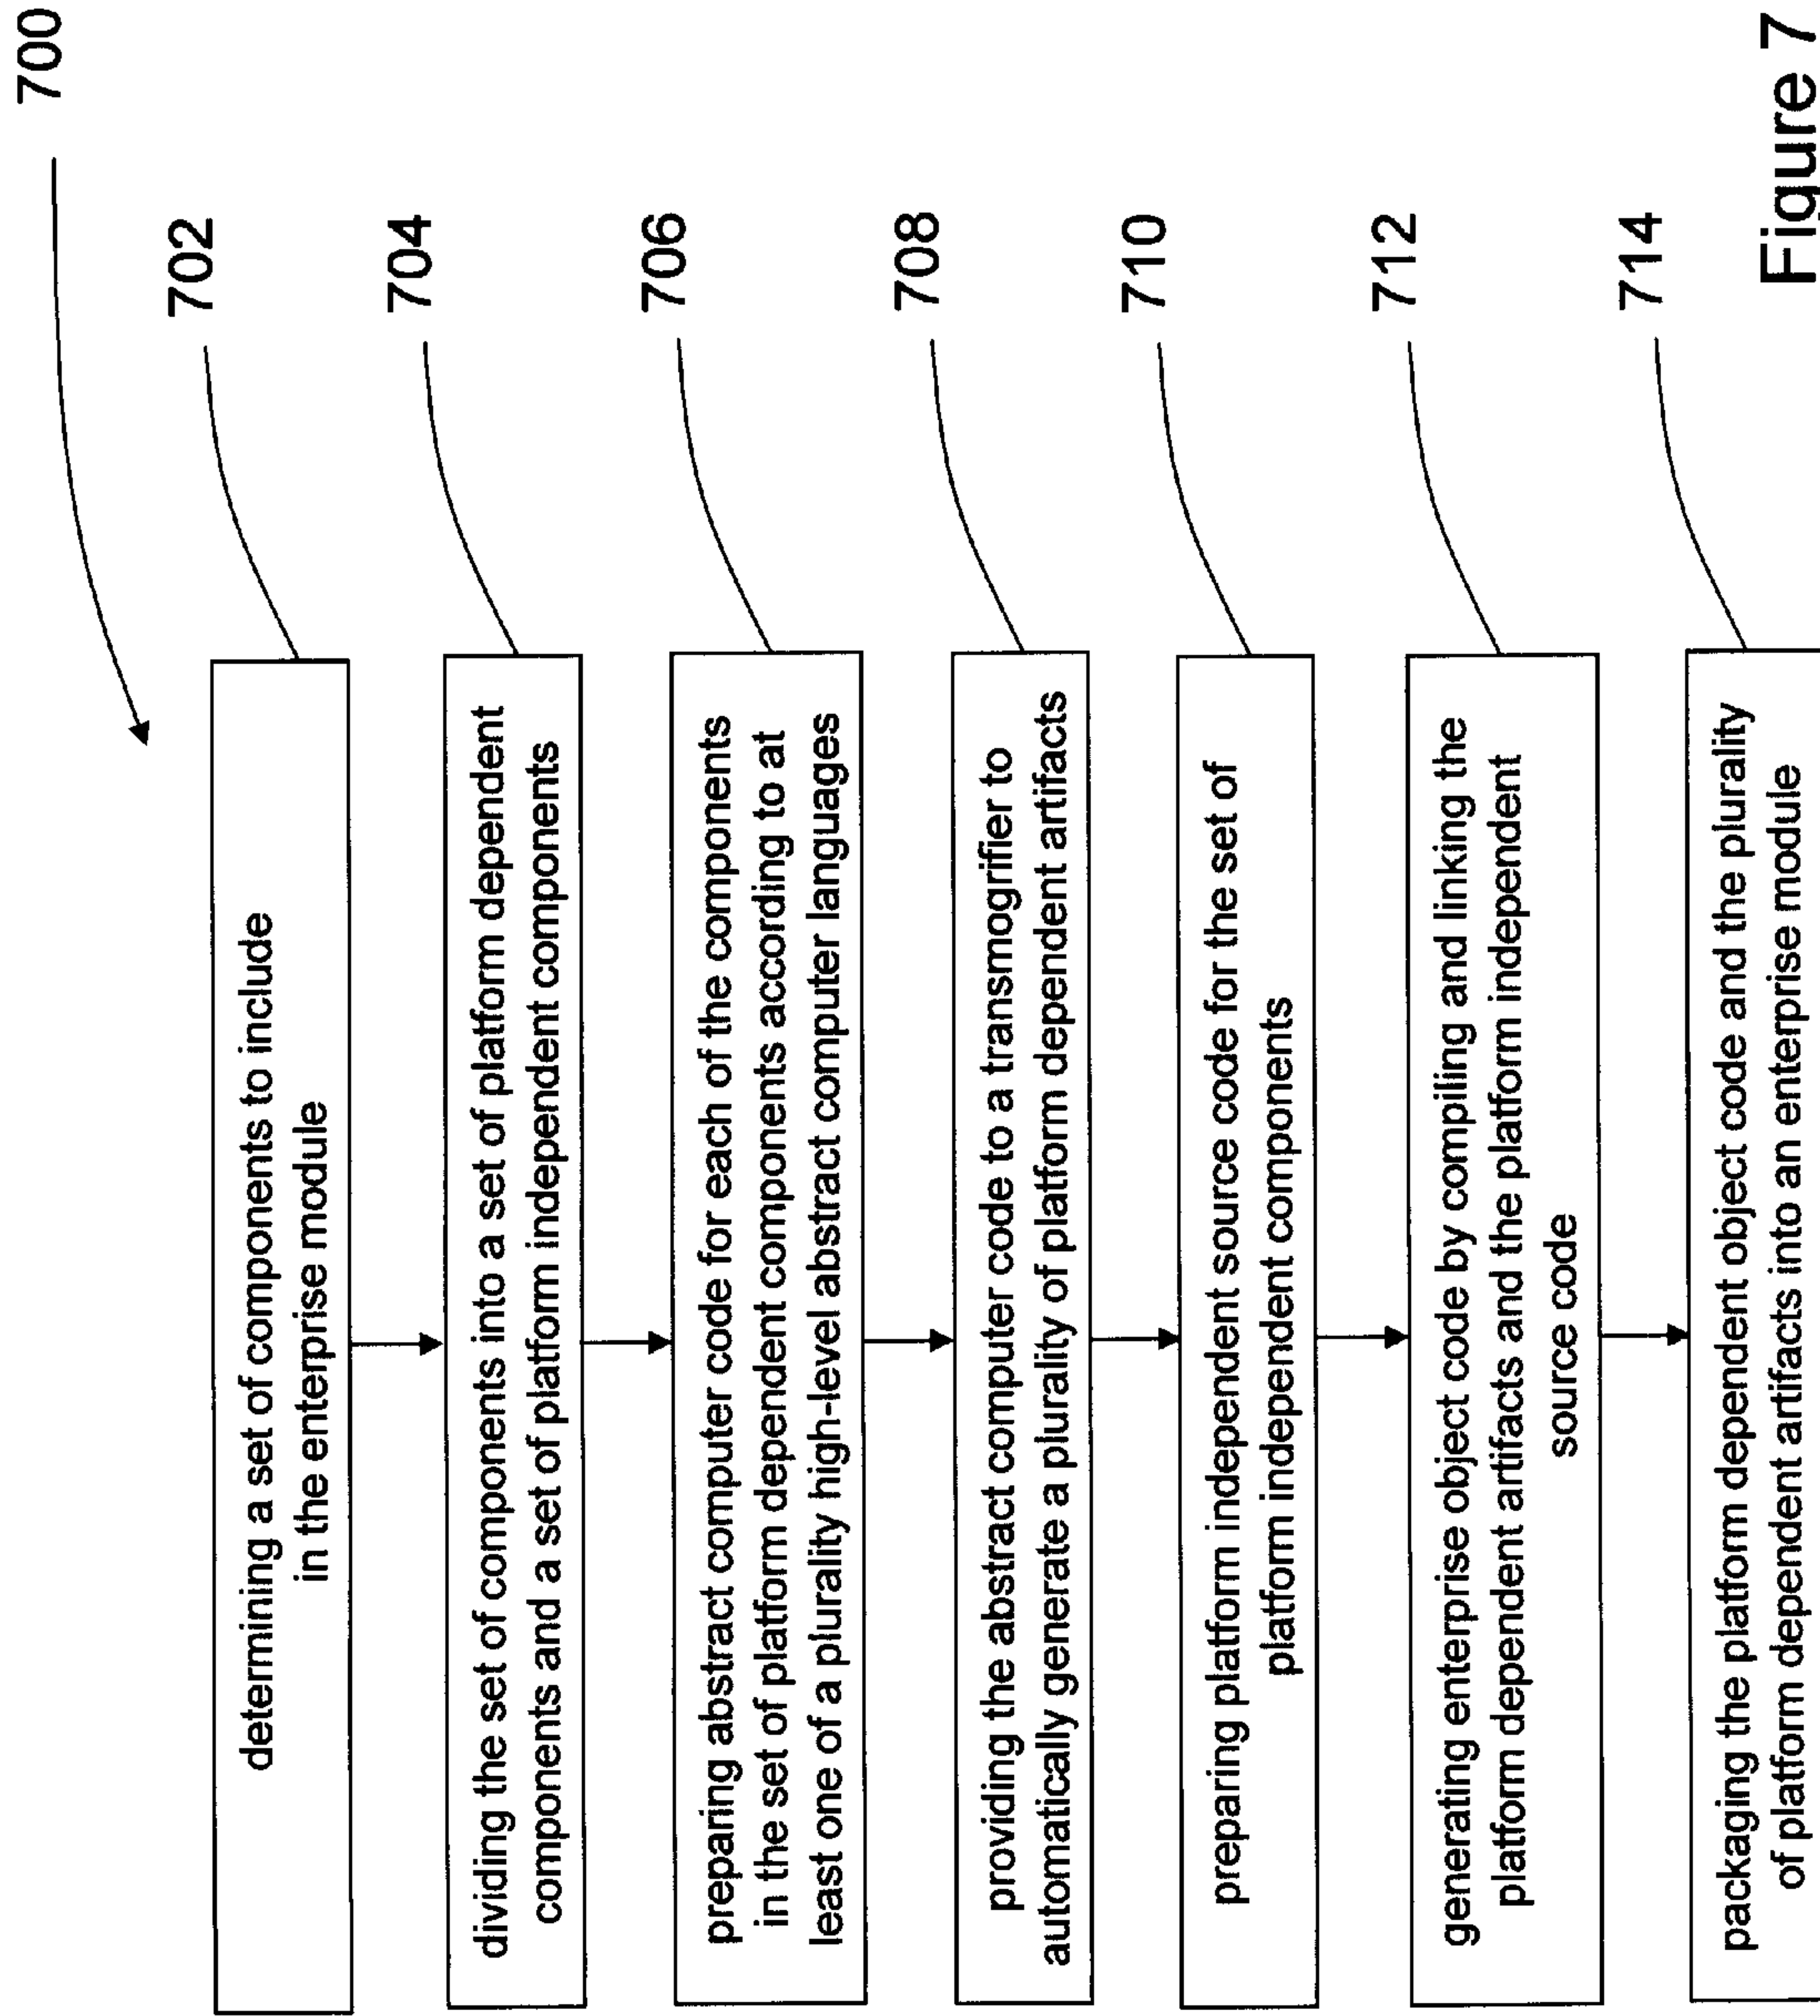 700
determining a set of components to include
in the enterprise module
702
dividing the set of components into a set of platform dependent
components and a set of platform independent components
704
preparing abstract computer code for each of the components
in the set of platform dependent components according to at
least one of a plurality high-level abstract computer languages
706
providing the abstract computer code to a transmogrifier to
automatically generate a plurality of platform dependent artifacts
708
preparing platform independent source code for the set of
platform independent components
710
generating enterprise object code by compiling and linking the
platform dependent artifacts and the platform independent
source code
712
packaging the platform dependent object code and the plurality
of platform dependent artifacts into an enterprise module
714
Figure 7